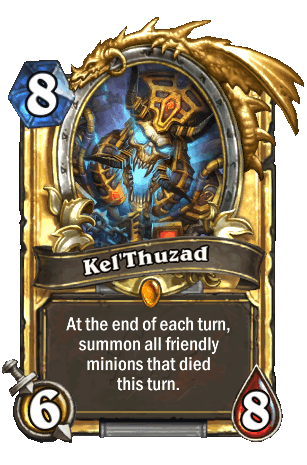 8
Kel'Thuzad
At the end of each turn,
summon all friendly
minions that died
this turn.
6
8